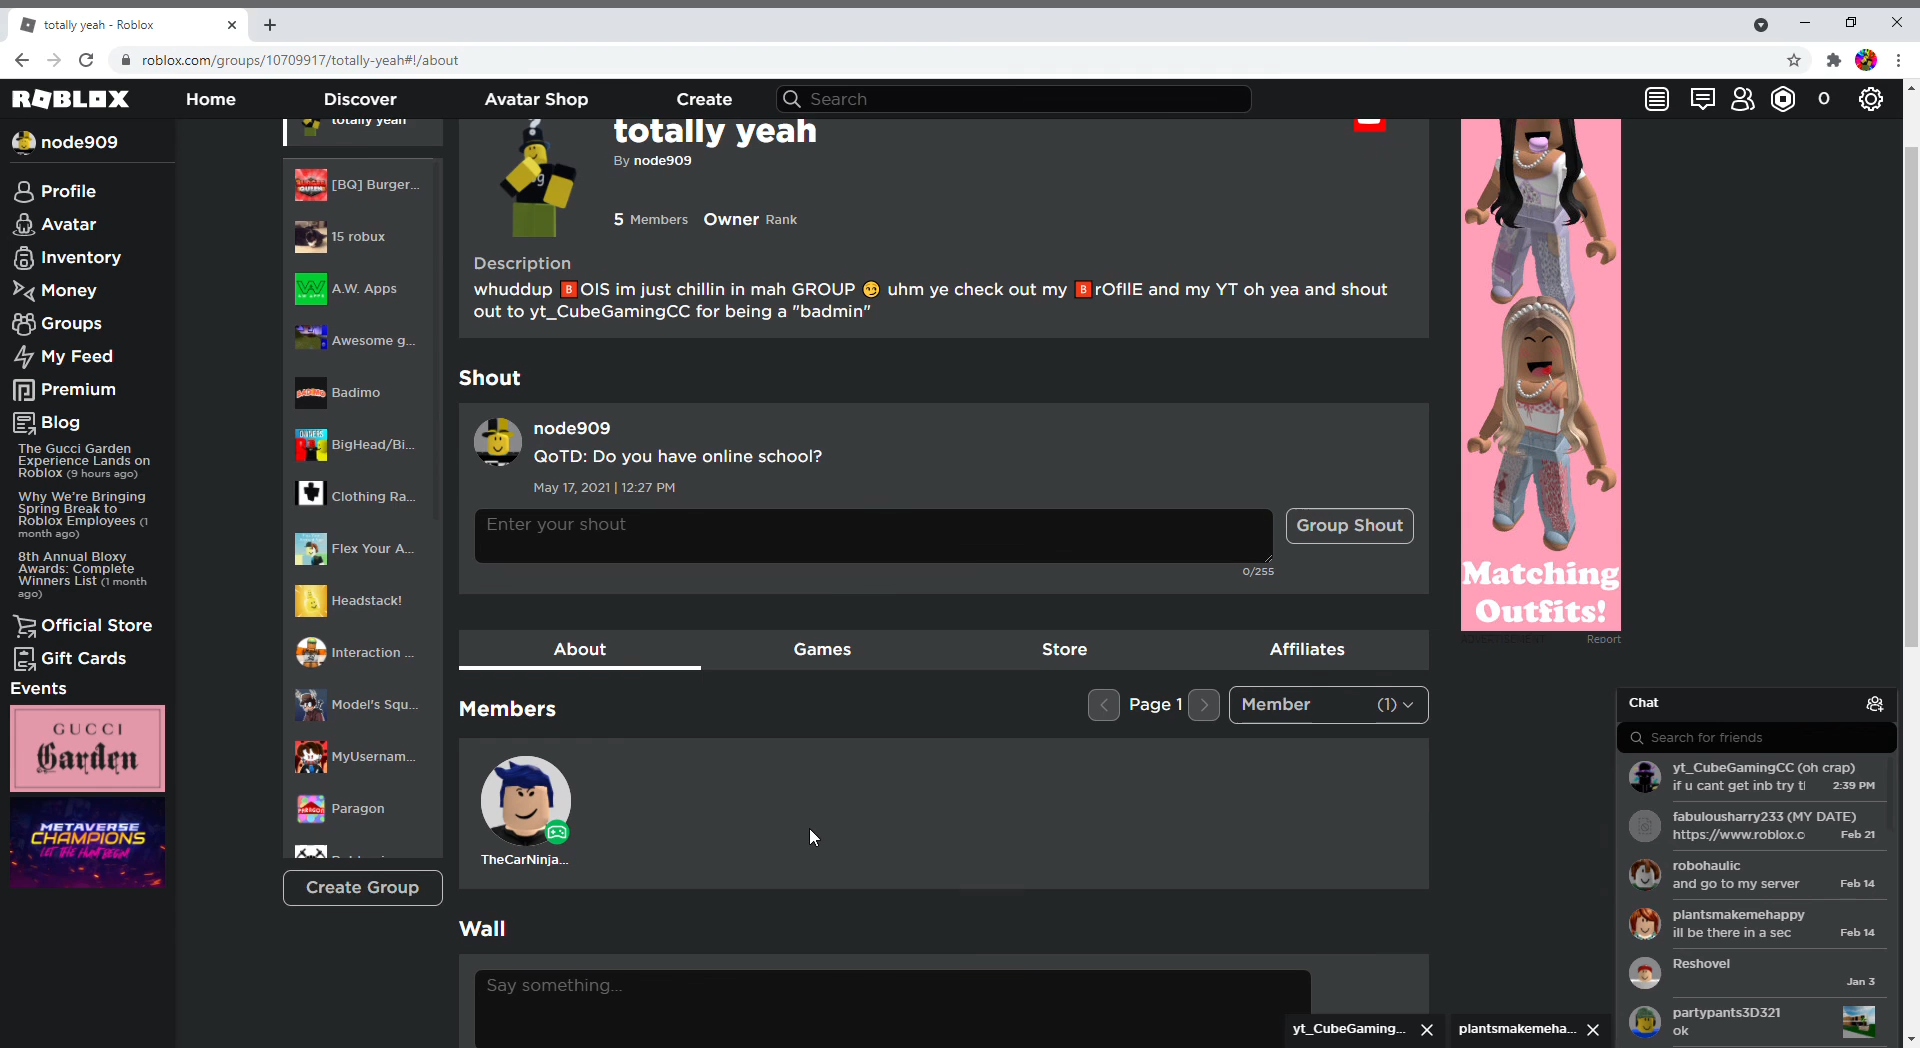 totally yeah - Roblox
roblox.com/groups/10709917/totally-yeah#!/about
ROBLOX
Home
Discover
Avatar Shop
Create
Search
0
node909
Profile
Avatar
Inventory
Money
Groups
My Feed
Premium
Blog
The Gucci Garden
Experience Lands on
Roblox (9 hours ago)
Why We're Bringing
Spring Break to
Roblox Employees (1
month ago)
8th Annual Bloxy
Awards: Complete
Winners List (1 month
ago)
Official Store
Gift Cards
Events
GUCCI
Garden
METAVERSE
CHAMPIONS
LET THE HUNT BEGIN!
totally yeah
[BQ] Burger...
15 robux
A.W. Apps
Awesome g...
Badimo
BigHead/Bi...
Clothing Ra...
Flex Your A...
Headstack!
Interaction ...
Model's Squ...
MyUsernam...
Paragon
Create Group
totally yeah
By node909
5 Members Owner Rank
Description
whuddup 🅱OIS im just chillin in mah GROUP 😏 uhm ye check out my 🅱rOfIlE and my YT oh yea and shout
out to yt_CubeGamingCC for being a "badmin"
Shout
node909
QoTD: Do you have online school?
May 17, 2021 | 12:27 PM
Enter your shout
Group Shout
0/255
About
Games
Store
Affiliates
Members
Page 1
Member (1)
TheCarNinja...
Wall
Say something...
Matching
Outfits!
ADVERTISEMENT
Report
Chat
Search for friends
yt_CubeGamingCC (oh crap)
if u cant get inb try tl 2:39 PM
fabulousharry233 (MY DATE)
https://www.roblox.c Feb 21
robohaulic
and go to my server Feb 14
plantsmakemehappy
ill be there in a sec Feb 14
Reshovel
Jan 3
partypants3D321
ok
yt_CubeGaming...
plantsmakemeha...